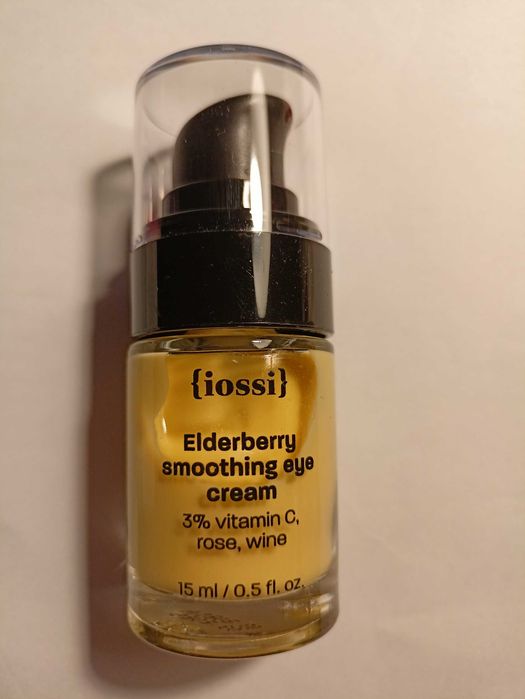 {iossi}
Elderberry
smoothing eye
cream
3% vitamin C,
rose, wine
15 ml / 0.5 fl. oz.